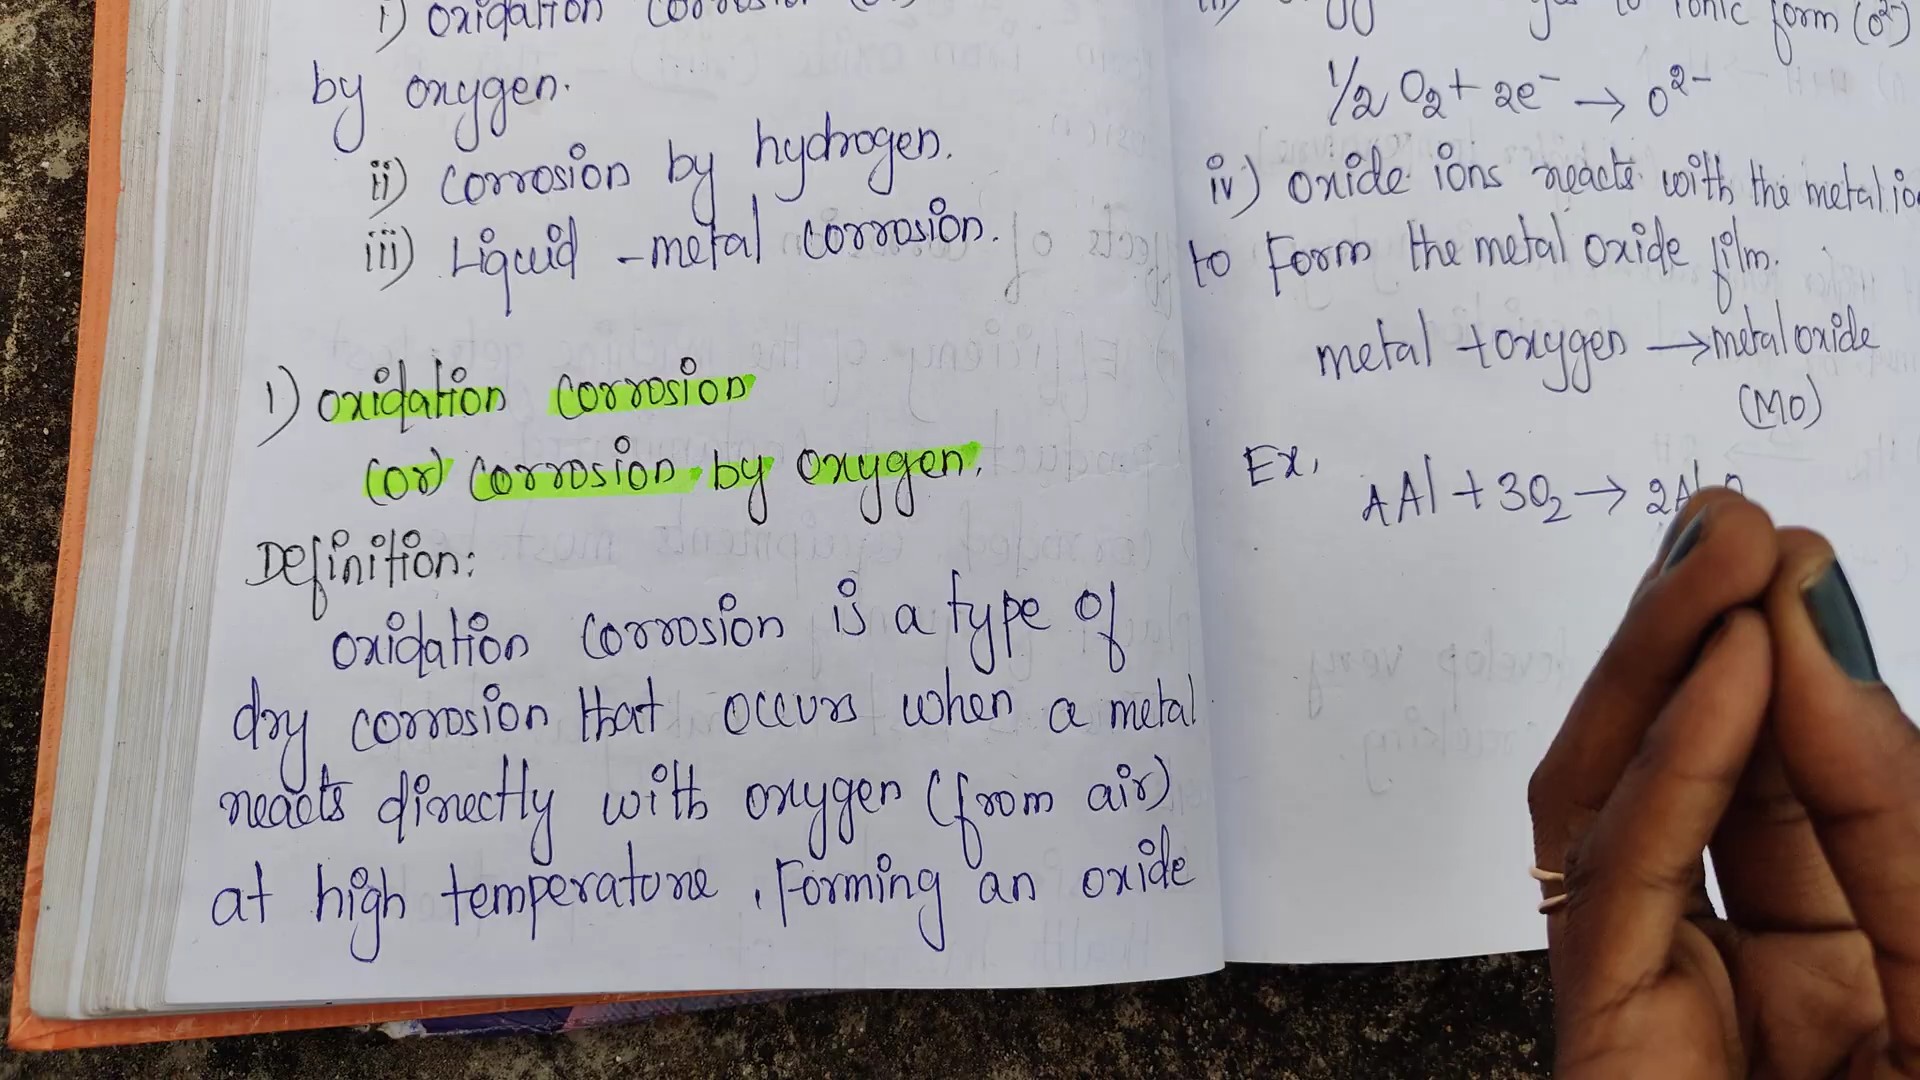 i) oxidation corrosion
by oxygen.
ii) corrosion by hydrogen.
iii) Liquid - metal corrosion.
1) oxidation corrosion
(or) corrosion by oxygen.
Definition:
oxidation corrosion is a type of
dry corrosion that occurs when a metal
reacts directly with oxygen (from air)
at high temperature, Forming an oxide
to ionic form (O²⁻)
1/2 O₂ + 2e⁻ → O²⁻
iv) oxide ions reacts with the metal
to Form the metal oxide film.
metal + oxygen → metal oxide
(MO)
Ex,
4Al + 3O₂ → 2Al